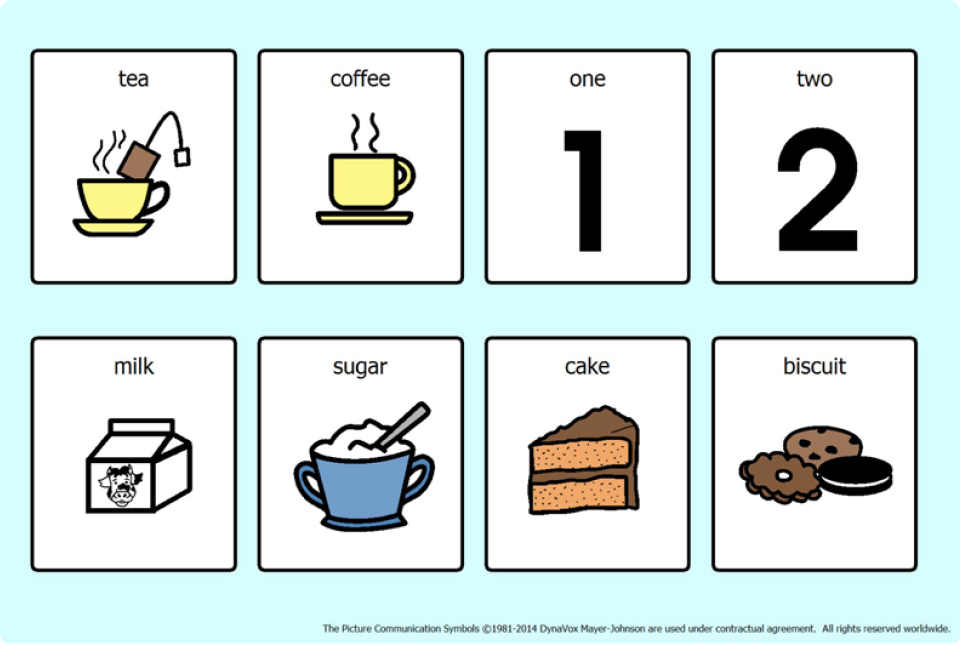 tea
coffee
one
two
1
2
milk
sugar
cake
biscuit
The Picture Communication Symbols ©1981-2014 DynaVox Mayer-Johnson are used under contractual agreement. All rights reserved worldwide.